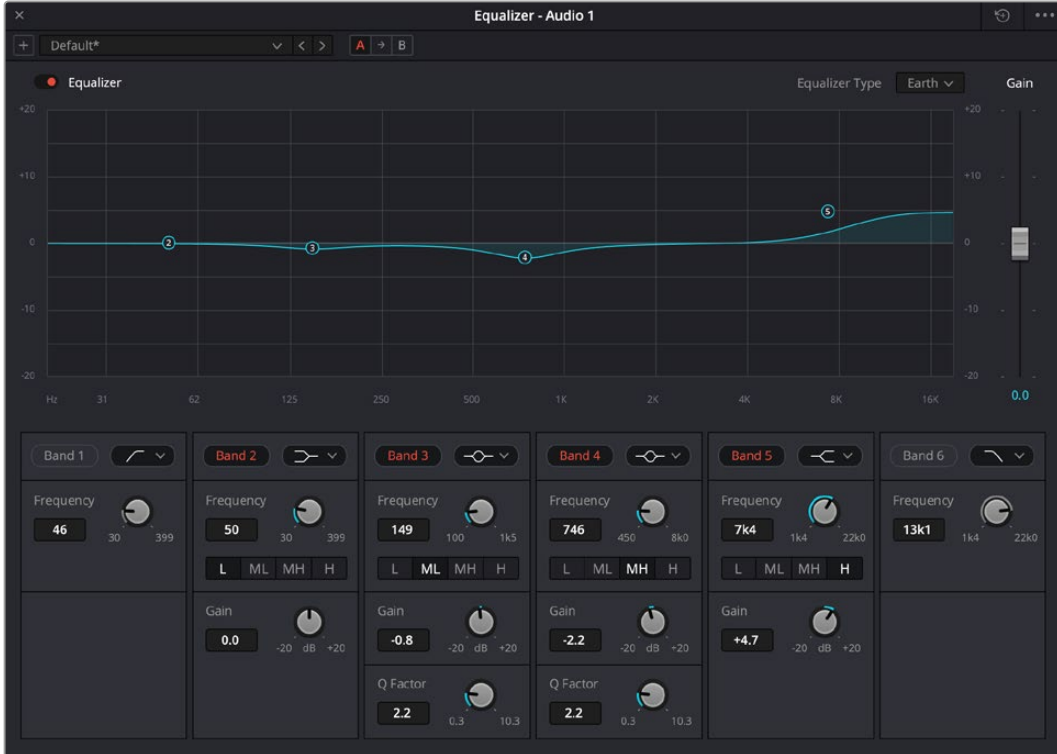 Equalizer - Audio 1
Default*
A B
Equalizer
Equalizer Type Earth Gain
+20 +20
+10 +10
0 0
-10 -10
-20 -20
Hz 31 62 125 250 500 1K 2K 4K 8K 16K
0.0
2 3 4 5
Band 1 Band 2 Band 3 Band 4 Band 5 Band 6
Frequency Frequency Frequency Frequency Frequency Frequency
46 30 399 50 30 399 149 100 1k5 746 450 8k0 7k4 1k4 22k0 13k1 1k4 22k0
L ML MH H L ML MH H L ML MH H L ML MH H
Gain Gain Gain Gain
0.0 -20 dB +20 -0.8 -20 dB +20 -2.2 -20 dB +20 +4.7 -20 dB +20
Q Factor Q Factor
2.2 0.3 10.3 2.2 0.3 10.3